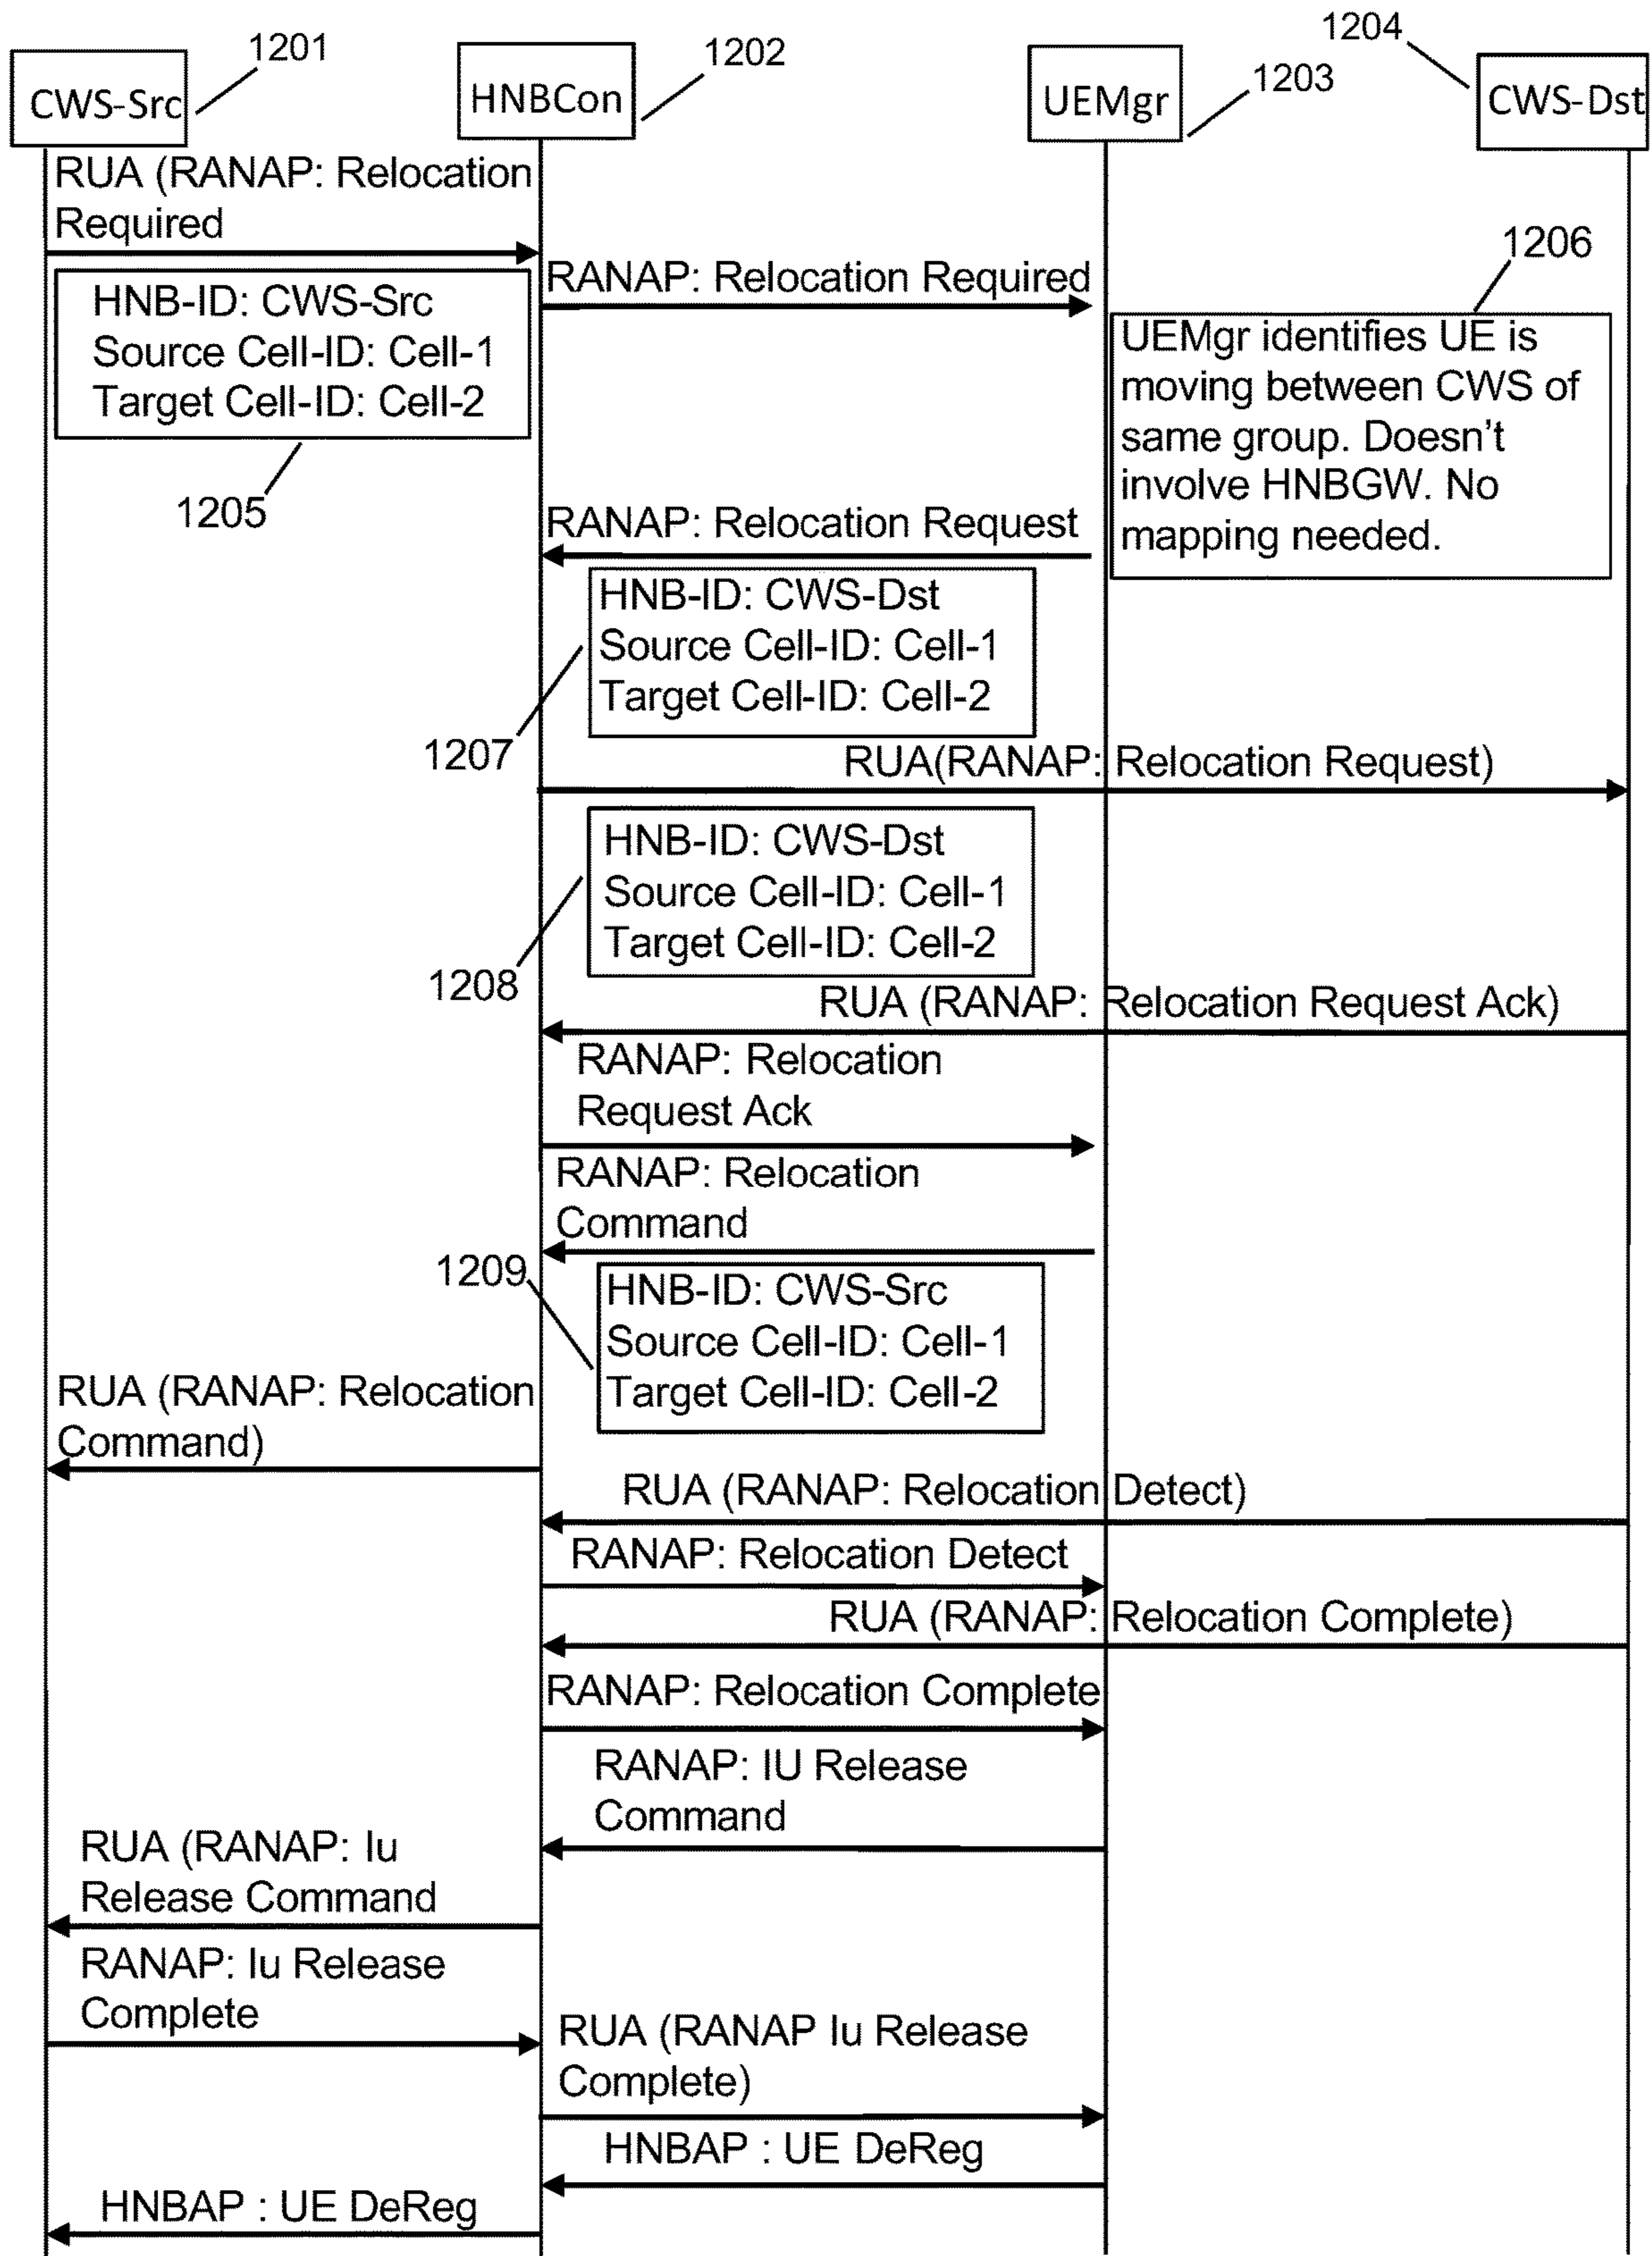 1201
1202
1203
1204
CWS-Src
HNBCon
UEMgr
CWS-Dst
RUA (RANAP: Relocation
Required
RANAP: Relocation Required
HNB-ID: CWS-Src
Source Cell-ID: Cell-1
Target Cell-ID: Cell-2
1205
1206
UEMgr identifies UE is
moving between CWS of
same group. Doesn't
involve HNBGW. No
mapping needed.
RANAP: Relocation Request
HNB-ID: CWS-Dst
Source Cell-ID: Cell-1
Target Cell-ID: Cell-2
1207
RUA(RANAP: Relocation Request)
HNB-ID: CWS-Dst
Source Cell-ID: Cell-1
Target Cell-ID: Cell-2
1208
RUA (RANAP: Relocation Request Ack)
RANAP: Relocation
Request Ack
RANAP: Relocation
Command
1209
HNB-ID: CWS-Src
Source Cell-ID: Cell-1
Target Cell-ID: Cell-2
RUA (RANAP: Relocation
Command)
RUA (RANAP: Relocation Detect)
RANAP: Relocation Detect
RUA (RANAP: Relocation Complete)
RANAP: Relocation Complete
RANAP: IU Release
Command
RUA (RANAP: Iu
Release Command
RANAP: Iu Release
Complete
RUA (RANAP Iu Release
Complete)
HNBAP : UE DeReg
HNBAP : UE DeReg